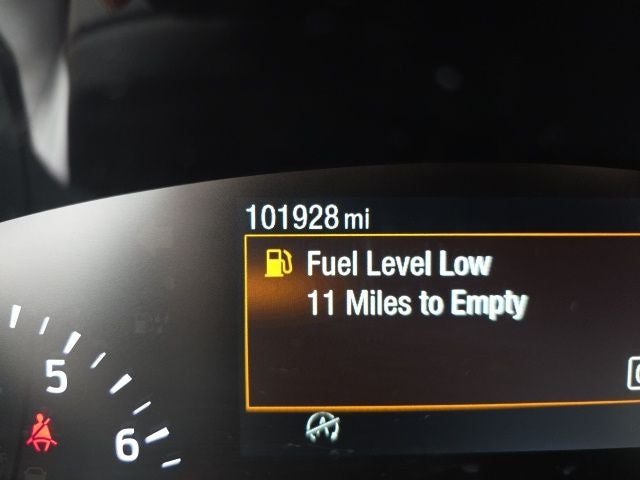 101928 mi
Fuel Level Low
11 Miles to Empty
5
6